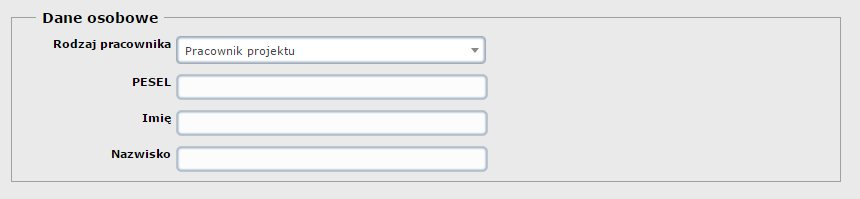 Dane osobowe
Rodzaj pracownika Pracownik projektu
PESEL
Imię
Nazwisko